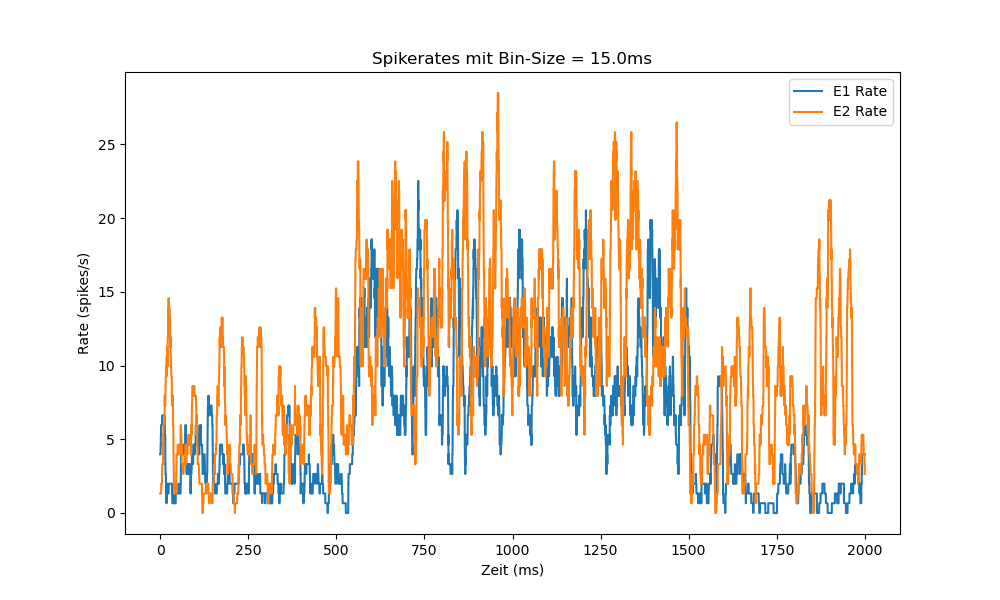 Spikerates mit Bin-Size = 15.0ms
E1 Rate
E2 Rate
Rate (spikes/s)
25
20
15
10
5
0
0 250 500 750 1000 1250 1500 1750 2000
Zeit (ms)